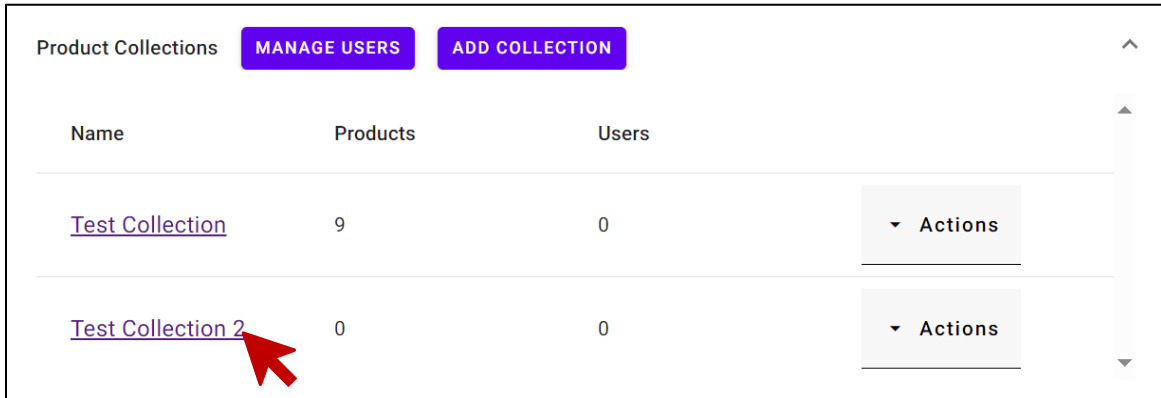 Product Collections MANAGE USERS ADD COLLECTION
Name Products Users
Test Collection 9 0 Actions
Test Collection 2 0 0 Actions